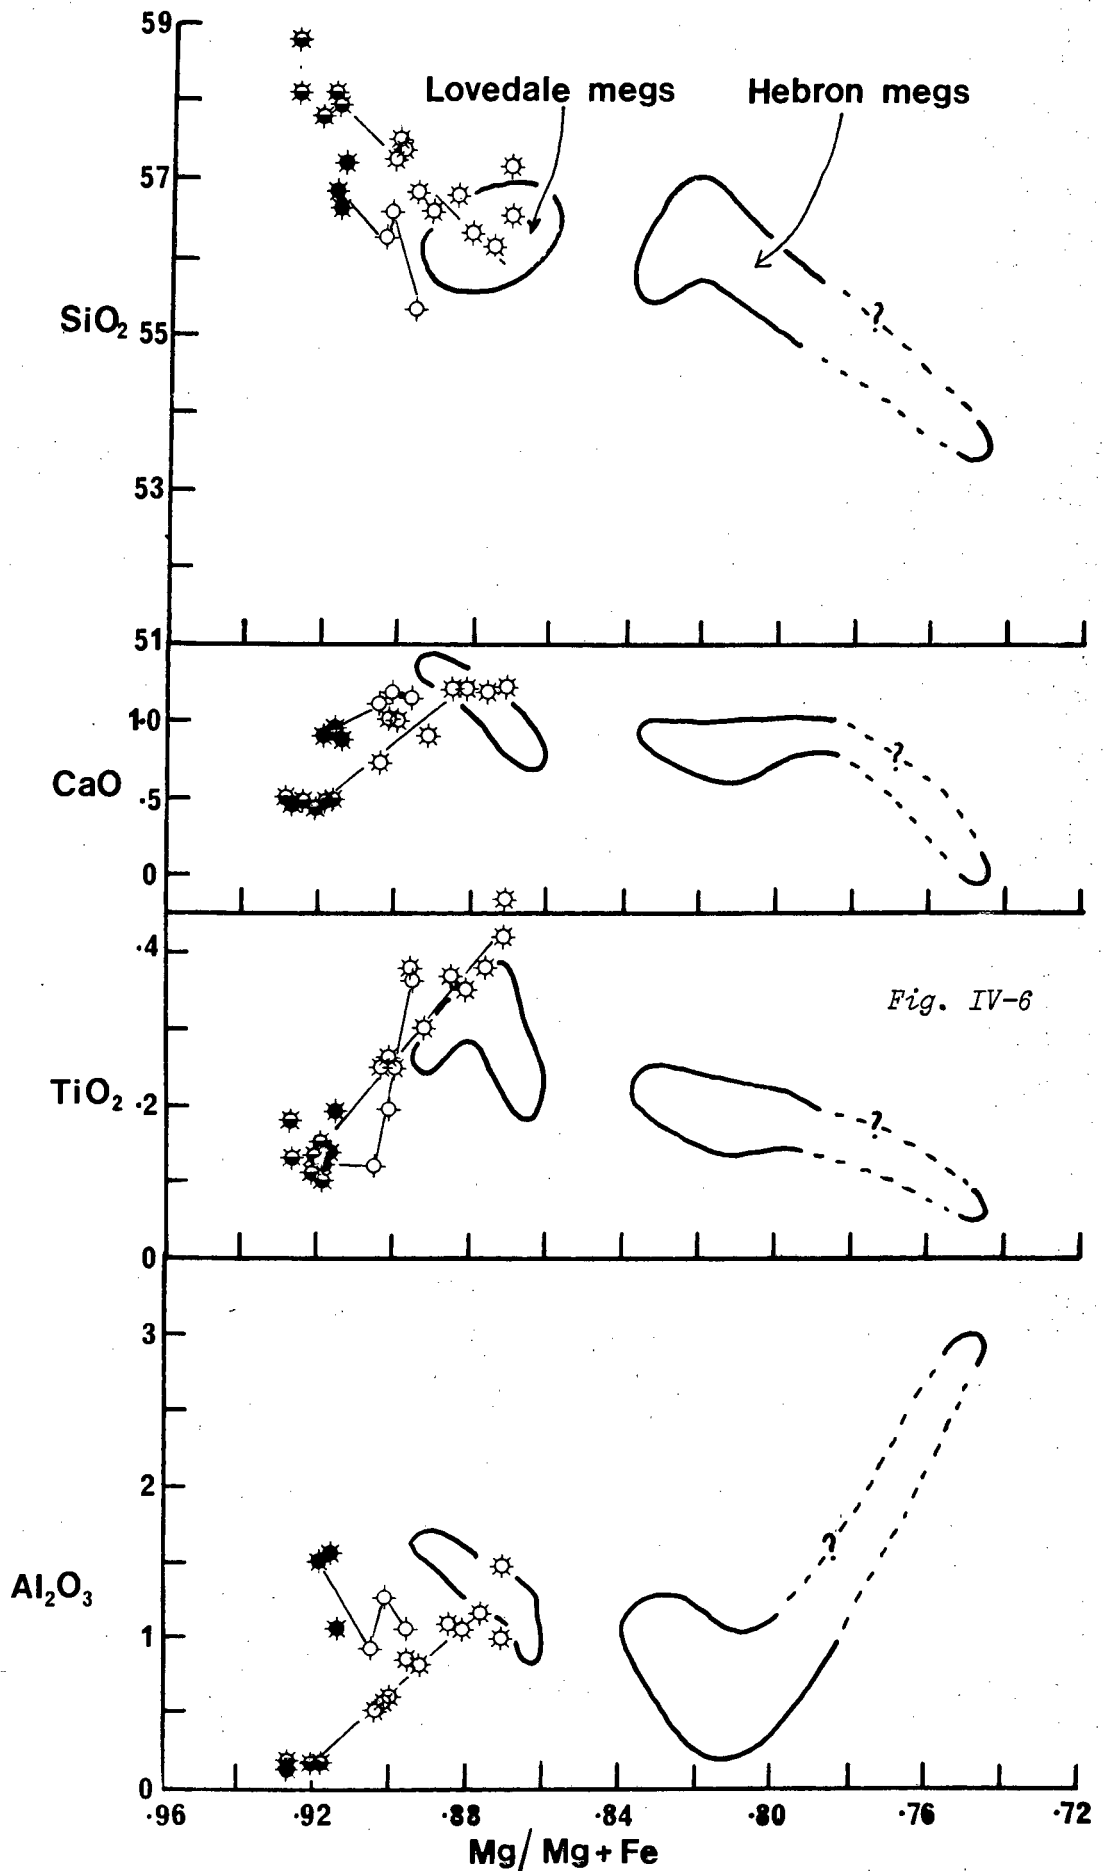 59
Lovedale megs Hebron megs
57
?
SiO₂ 55
53
51
1·0
?
CaO ·5
0
·4
Fig. IV-6
TiO₂ ·2
?
0
3
2
?
Al₂O₃
1
0
·96 ·92 ·88 ·84 ·80 ·76 ·72
Mg/Mg+Fe